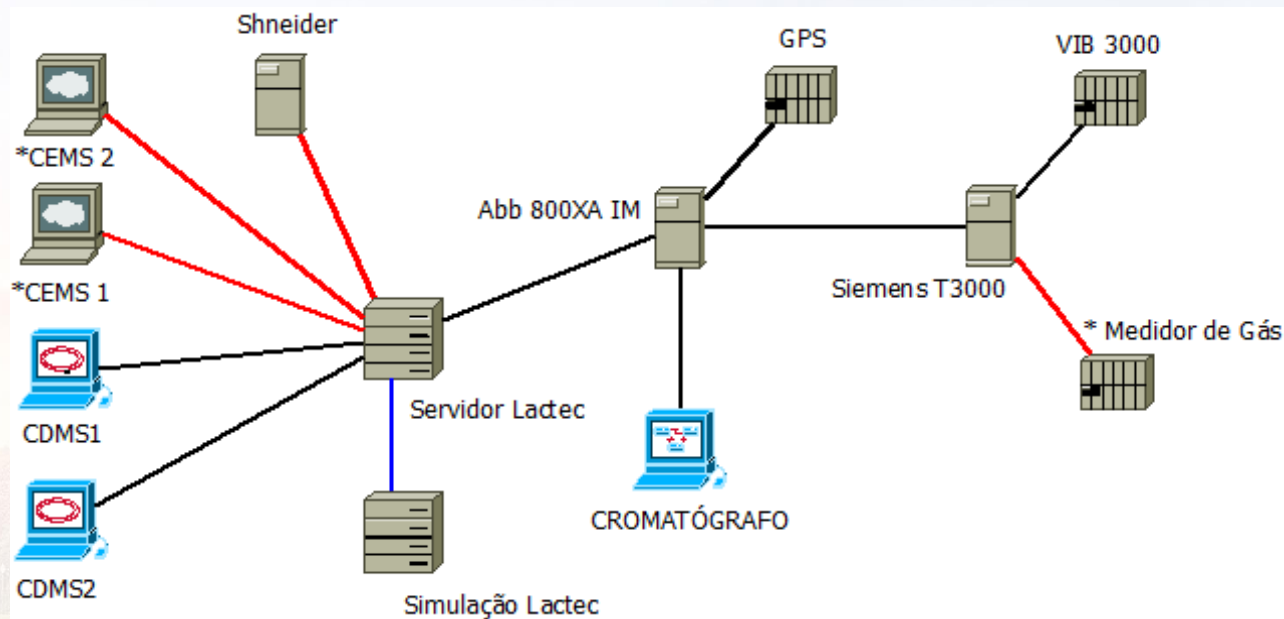 Shneider
GPS
VIB 3000
*CEMS 2
Abb 800XA IM
*CEMS 1
Siemens T3000
* Medidor de Gás
Servidor Lactec
CDMS1
CROMATÓGRAFO
CDMS2
Simulação Lactec